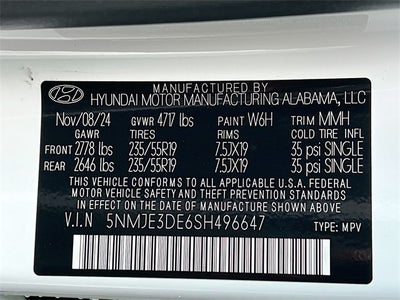 MANUFACTURED BY
HYUNDAI MOTOR MANUFACTURING ALABAMA, LLC
Nov/08/24 GVWR 4717 lbs PAINT W6H TRIM MMH
GAWR TIRES RIMS COLD TIRE INFL
FRONT 2778 lbs 235/55R19 7.5JX19 35 psi SINGLE
REAR 2646 lbs 235/55R19 7.5JX19 35 psi SINGLE
THIS VEHICLE CONFORMS TO ALL APPLICABLE U.S.A. FEDERAL
MOTOR VEHICLE SAFETY AND THEFT PREVENTION STANDARDS
IN EFFECT ON THE DATE OF MANUFACTURE SHOWN ABOVE.
V.I.N 5NMJE3DE6SH496647 TYPE: MPV